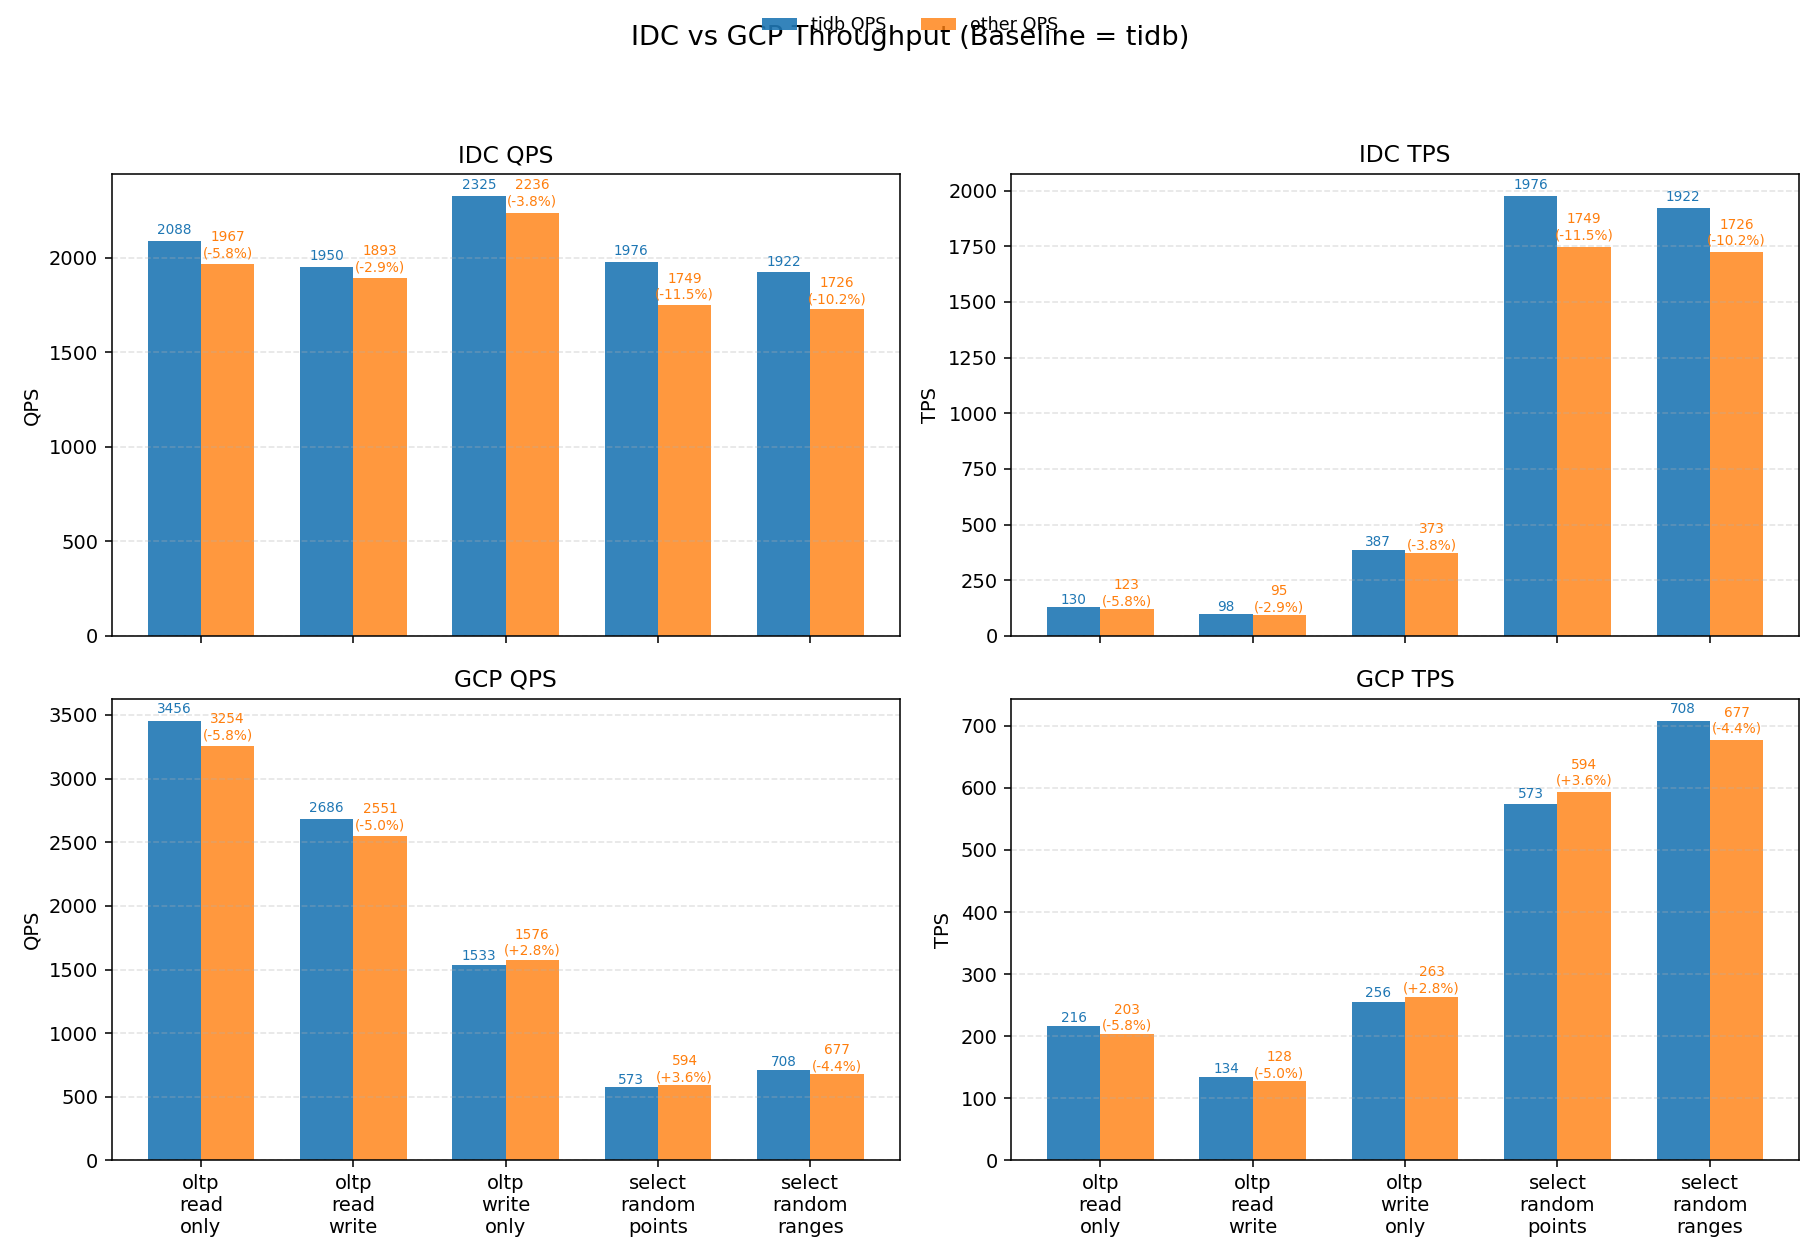 tidb QPS other QPS
IDC vs GCP Throughput (Baseline = tidb)
IDC QPS
QPS
0
500
1000
1500
2000
2088
1967
(-5.8%)
1950
1893
(-2.9%)
2325
2236
(-3.8%)
1976
1749
(-11.5%)
1922
1726
(-10.2%)
IDC TPS
TPS
0
250
500
750
1000
1250
1500
1750
2000
130
123
(-5.8%)
98
95
(-2.9%)
387
373
(-3.8%)
1976
1749
(-11.5%)
1922
1726
(-10.2%)
GCP QPS
QPS
0
500
1000
1500
2000
2500
3000
3500
3456
3254
(-5.8%)
2686
2551
(-5.0%)
1533
1576
(+2.8%)
573
594
(+3.6%)
708
677
(-4.4%)
oltp
read
only
oltp
read
write
oltp
write
only
select
random
points
select
random
ranges
GCP TPS
TPS
0
100
200
300
400
500
600
700
216
203
(-5.8%)
134
128
(-5.0%)
256
263
(+2.8%)
573
594
(+3.6%)
708
677
(-4.4%)
oltp
read
only
oltp
read
write
oltp
write
only
select
random
points
select
random
ranges